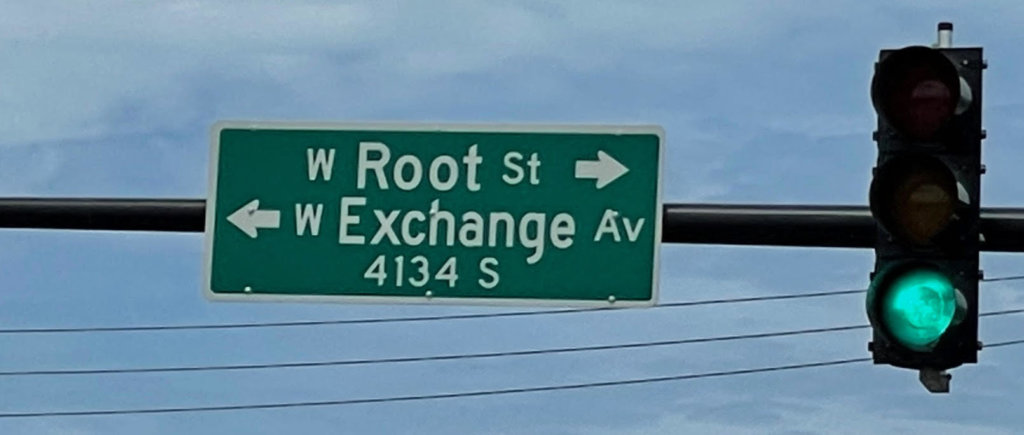 W Root St
W Exchange Av
4134 S